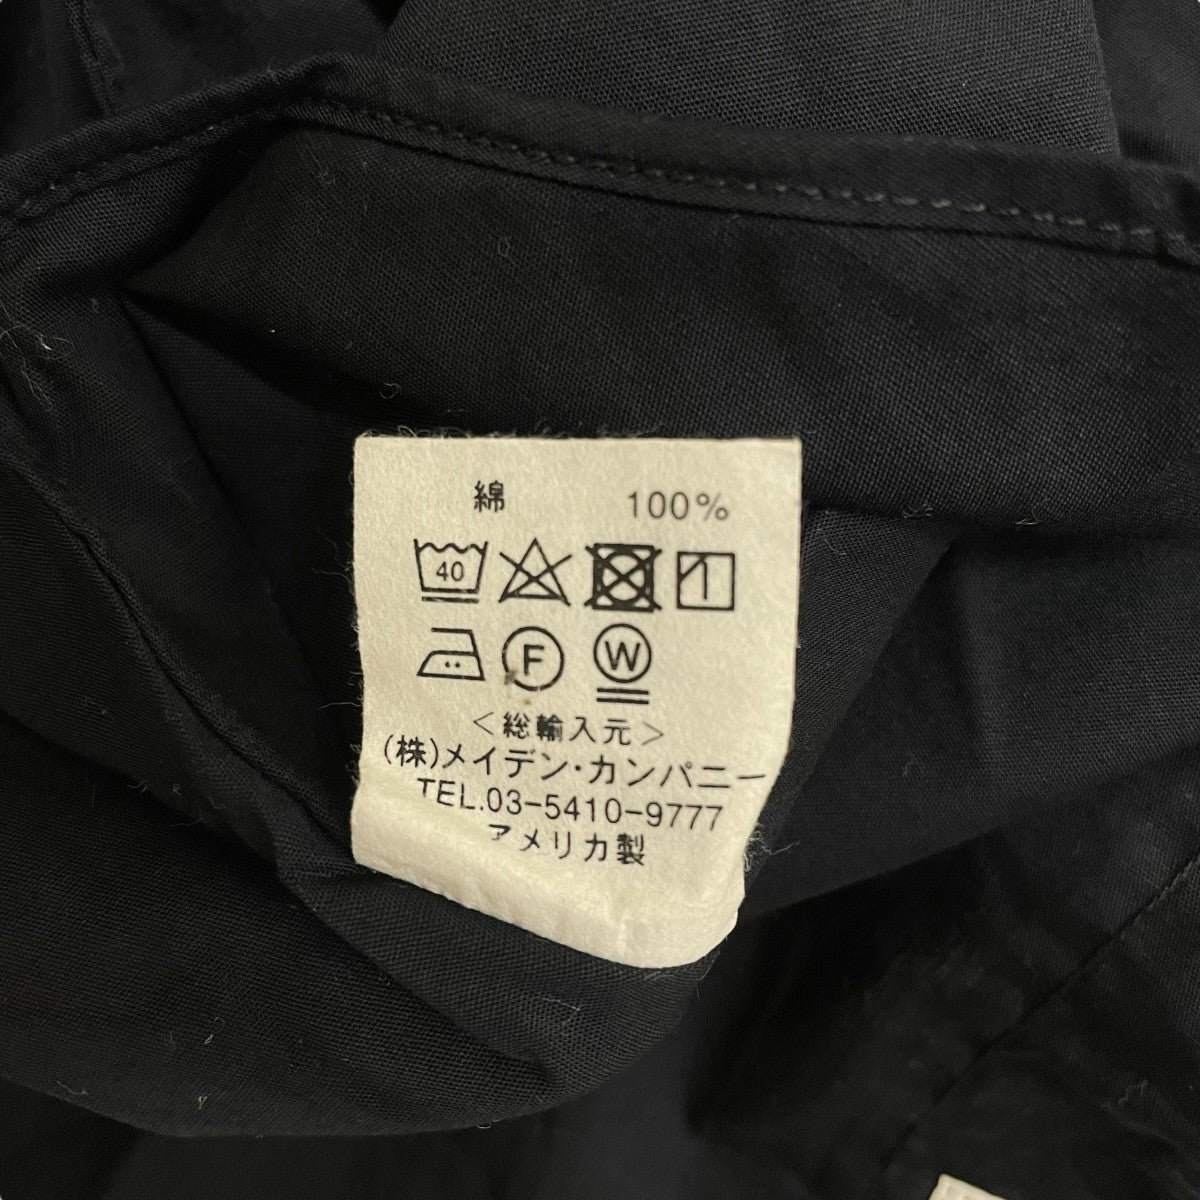 綿 100%
40
F W
＜総輸入元＞
(株)メイデン・カンパニー
TEL.03-5410-9777
アメリカ製